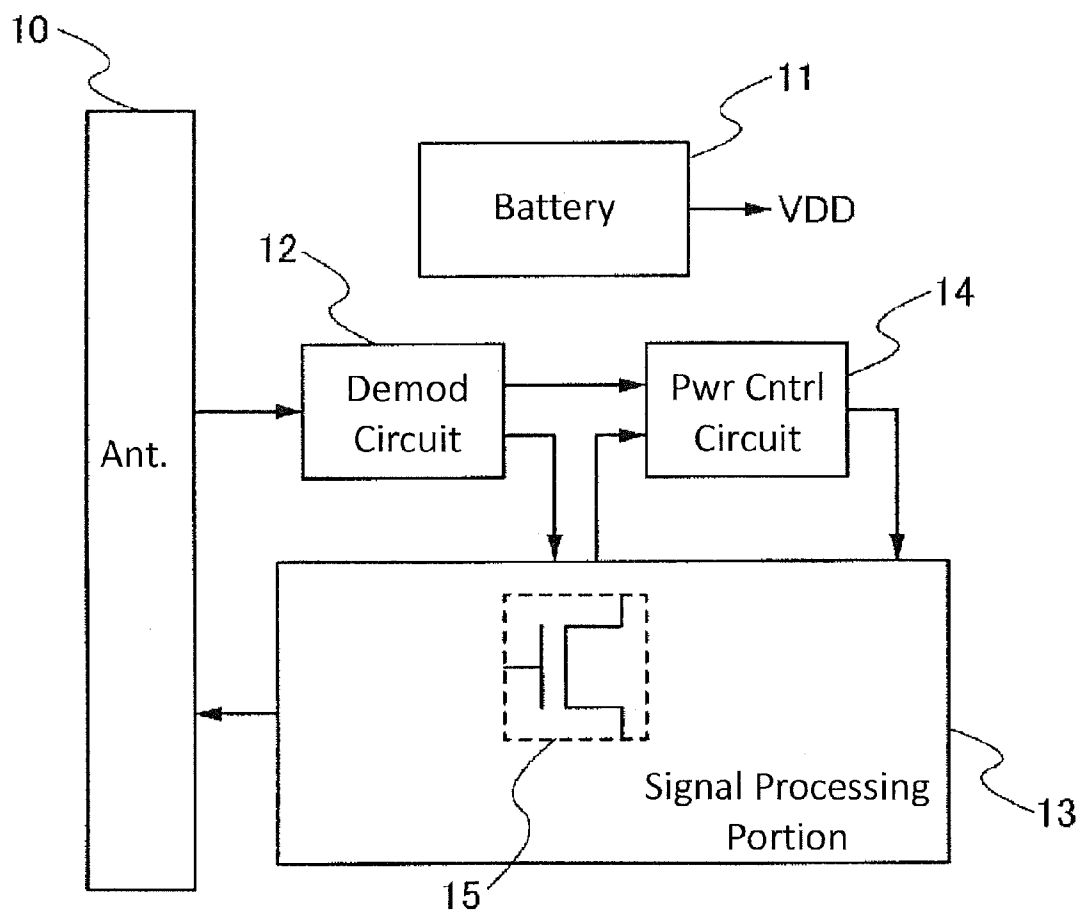 10
11
Battery
VDD
12
14
Demod
Circuit
Pwr Cntrl
Circuit
Ant.
Signal Processing
Portion
13
15